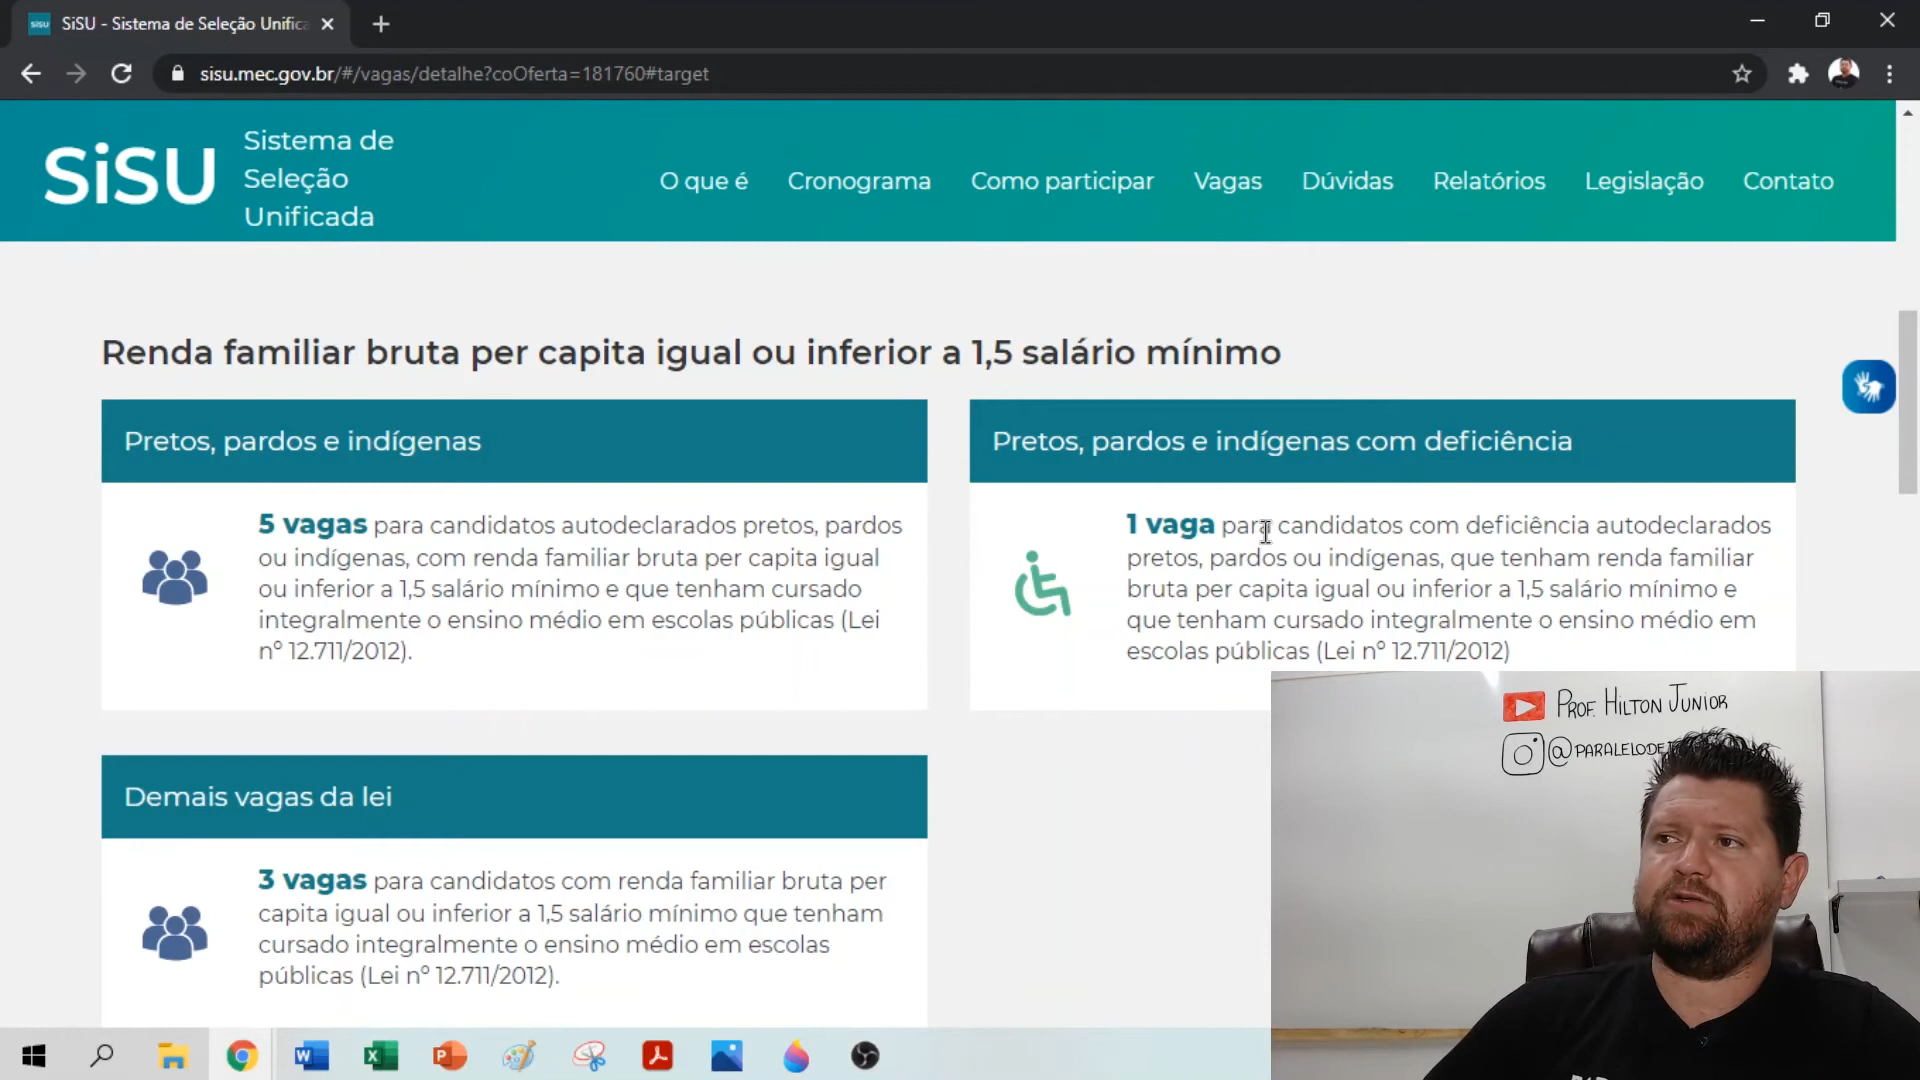 SiSU - Sistema de Seleção Unific
sisu.mec.gov.br/#/vagas/detalhe?coOferta=181760#target
SiSU
Sistema de
Seleção
Unificada
O que é
Cronograma
Como participar
Vagas
Dúvidas
Relatórios
Legislação
Contato
Renda familiar bruta per capita igual ou inferior a 1,5 salário mínimo
Pretos, pardos e indígenas
5 vagas para candidatos autodeclarados pretos, pardos
ou indígenas, com renda familiar bruta per capita igual
ou inferior a 1,5 salário mínimo e que tenham cursado
integralmente o ensino médio em escolas públicas (Lei
nº 12.711/2012).
Pretos, pardos e indígenas com deficiência
1 vaga para candidatos com deficiência autodeclarados
pretos, pardos ou indígenas, que tenham renda familiar
bruta per capita igual ou inferior a 1,5 salário mínimo e
que tenham cursado integralmente o ensino médio em
escolas públicas (Lei nº 12.711/2012)
Demais vagas da lei
3 vagas para candidatos com renda familiar bruta per
capita igual ou inferior a 1,5 salário mínimo que tenham
cursado integralmente o ensino médio em escolas
públicas (Lei nº 12.711/2012).
PROF. HILTON JUNIOR
@PARALELODE